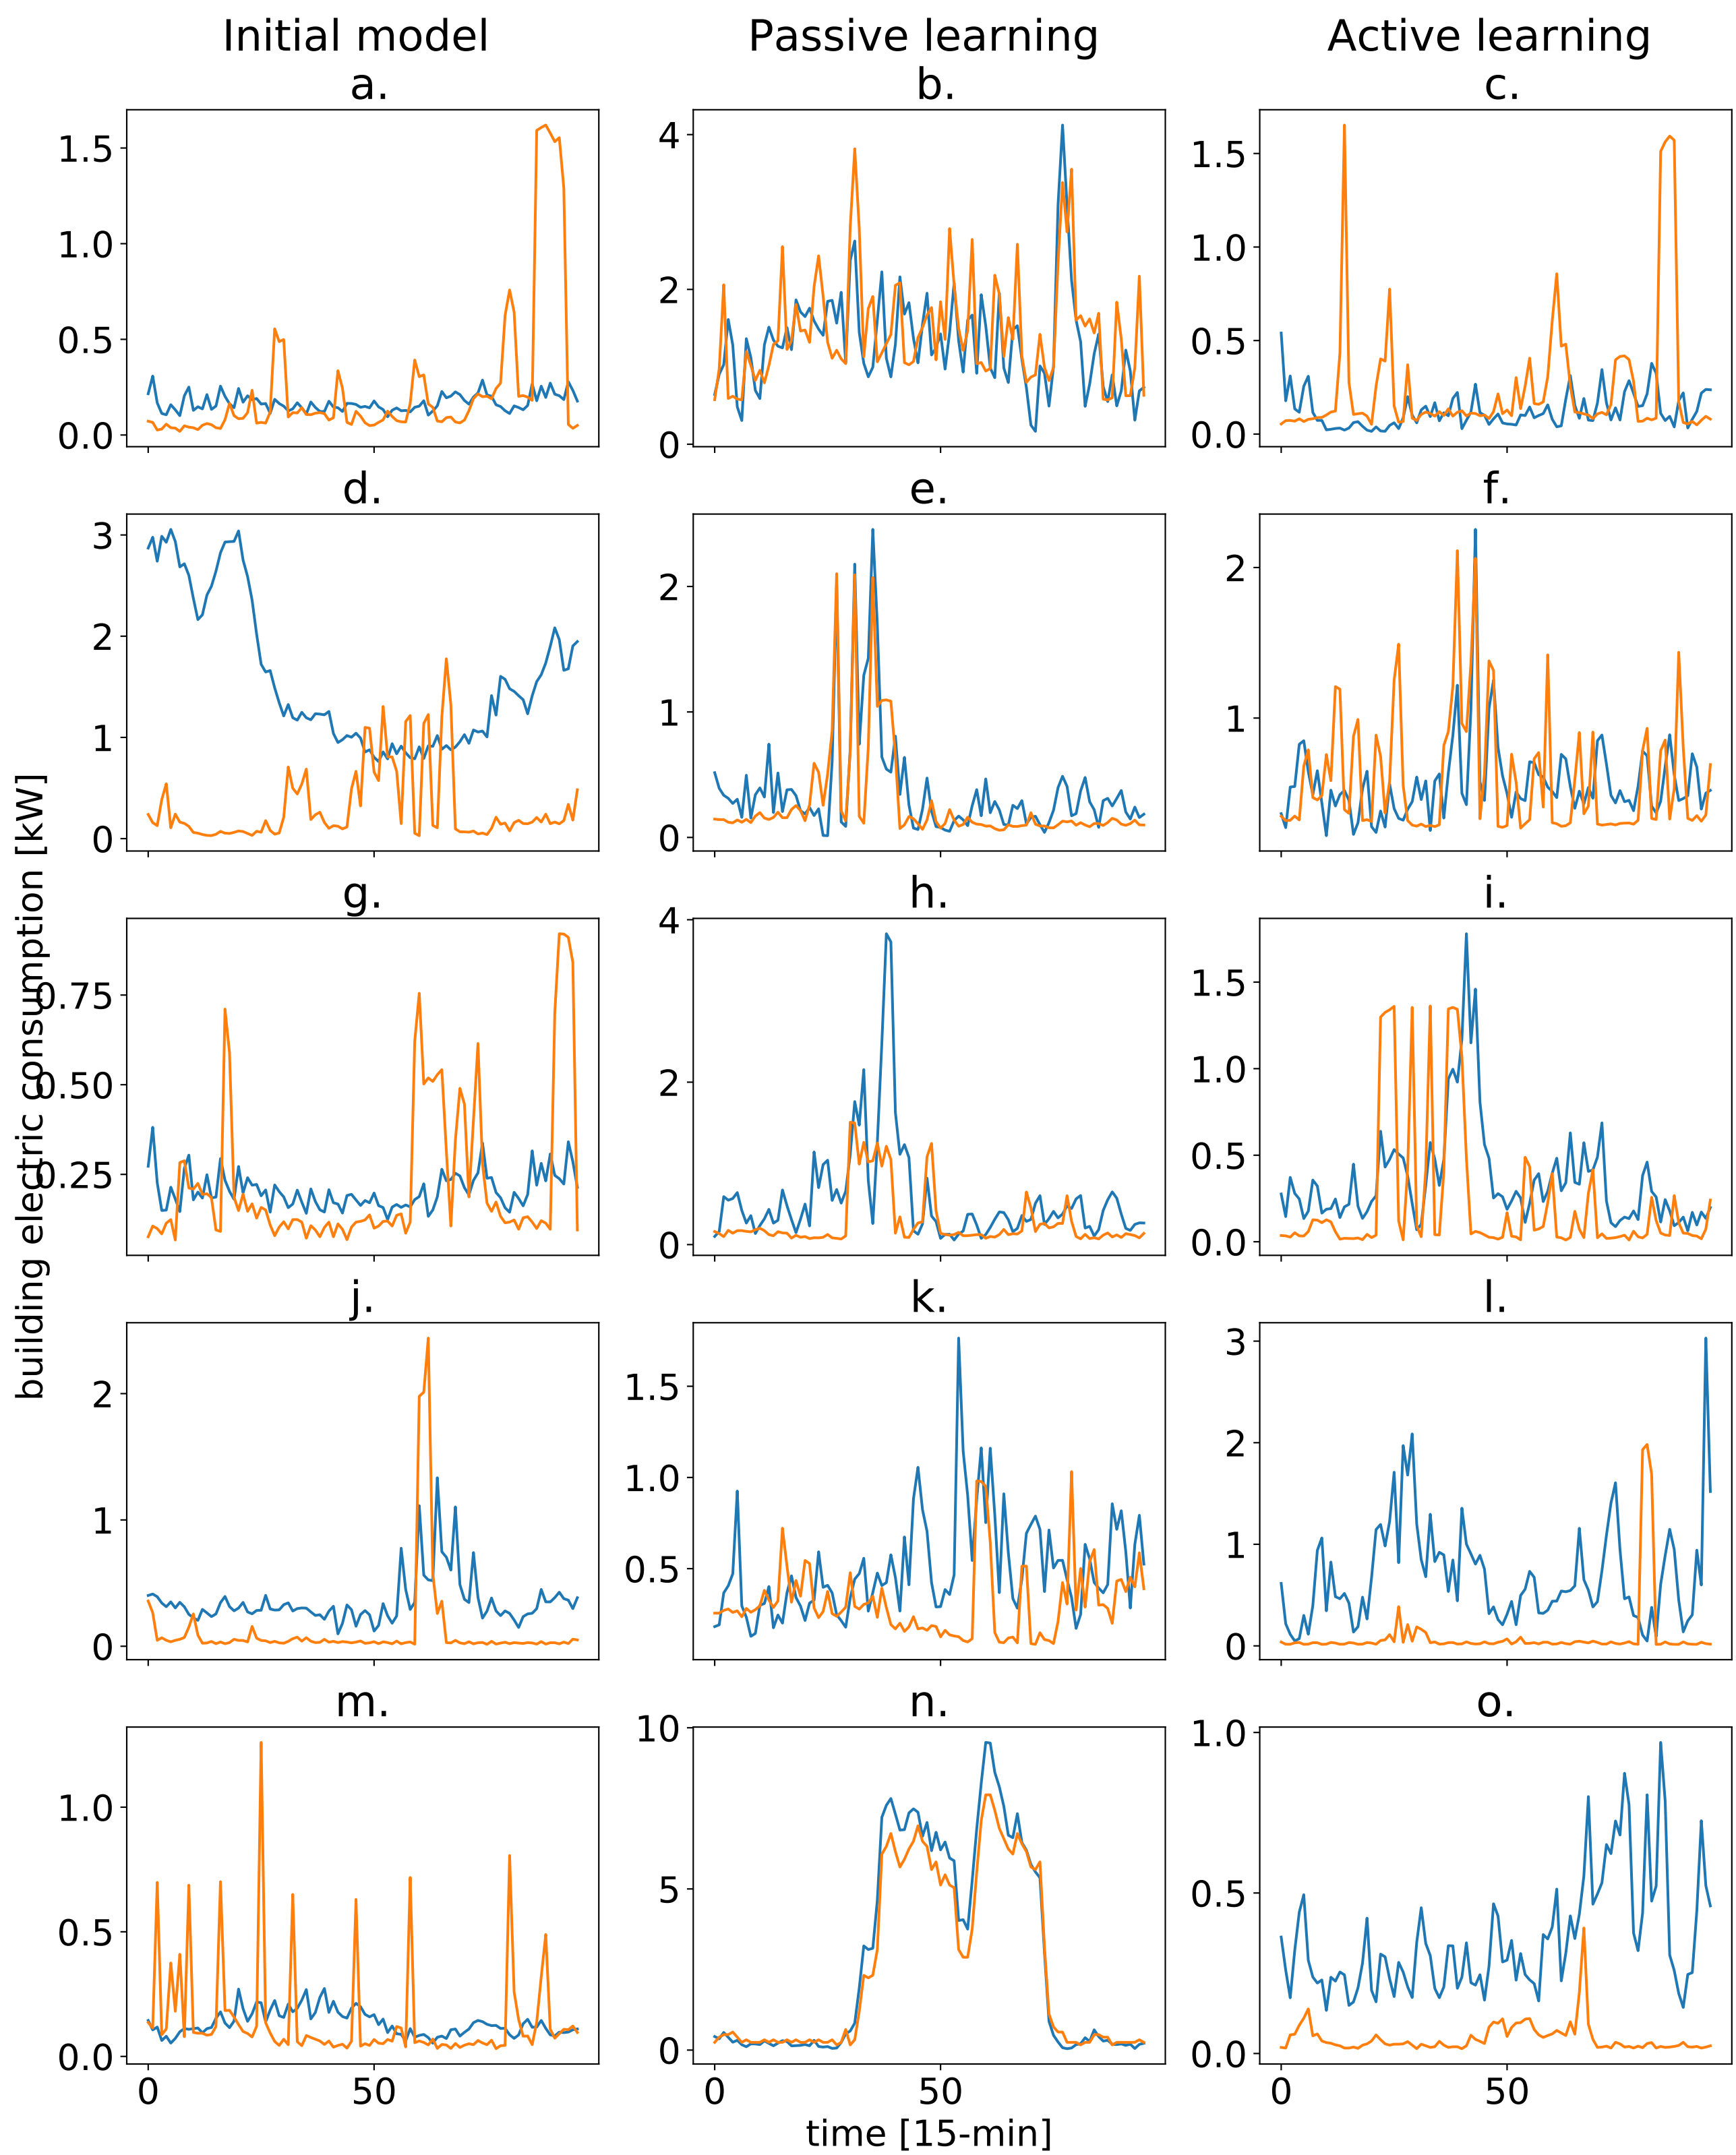 Initial model Passive learning Active learning
a. b. c.
1.5 4 1.5
1.0 2 1.0
0.5 0.5
0.0 0 0.0
d. e. f.
3 2 2
2 1 1
1 0
0
g. h. i.
0.75 4 1.5
0.50 2 1.0
0.25 0 0.5
0.0
building electric consumption [kW]
j. k. l.
2 1.5 3
1 1.0 2
0 0.5 1
0
m. n. o.
1.0 10 1.0
0.5 5 0.5
0.0 0 0.0
0 50 0 50 0 50
time [15-min]